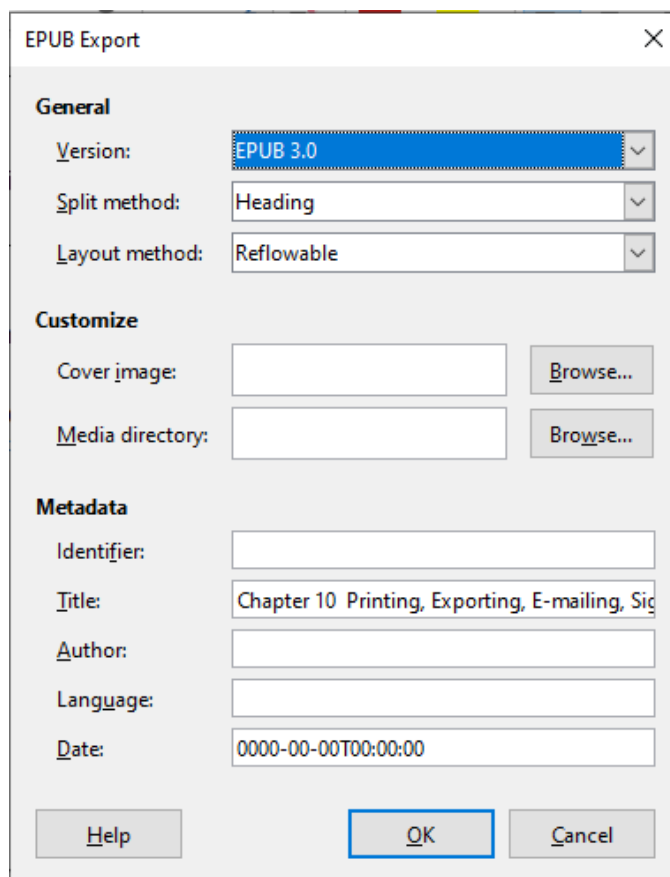 EPUB Export
General
Version: EPUB 3.0
Split method: Heading
Layout method: Reflowable
Customize
Cover image: Browse...
Media directory: Browse...
Metadata
Identifier:
Title: Chapter 10 Printing, Exporting, E-mailing, Sig
Author:
Language:
Date: 0000-00-00T00:00:00
Help OK Cancel